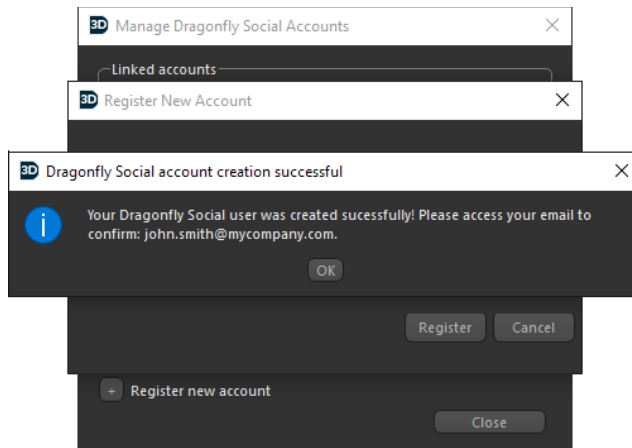 3D Manage Dragonfly Social Accounts
Linked accounts
3D Register New Account
3D Dragonfly Social account creation successful
Your Dragonfly Social user was created sucessfully! Please access your email to
confirm: john.smith@mycompany.com.
OK
Register Cancel
+ Register new account
Close